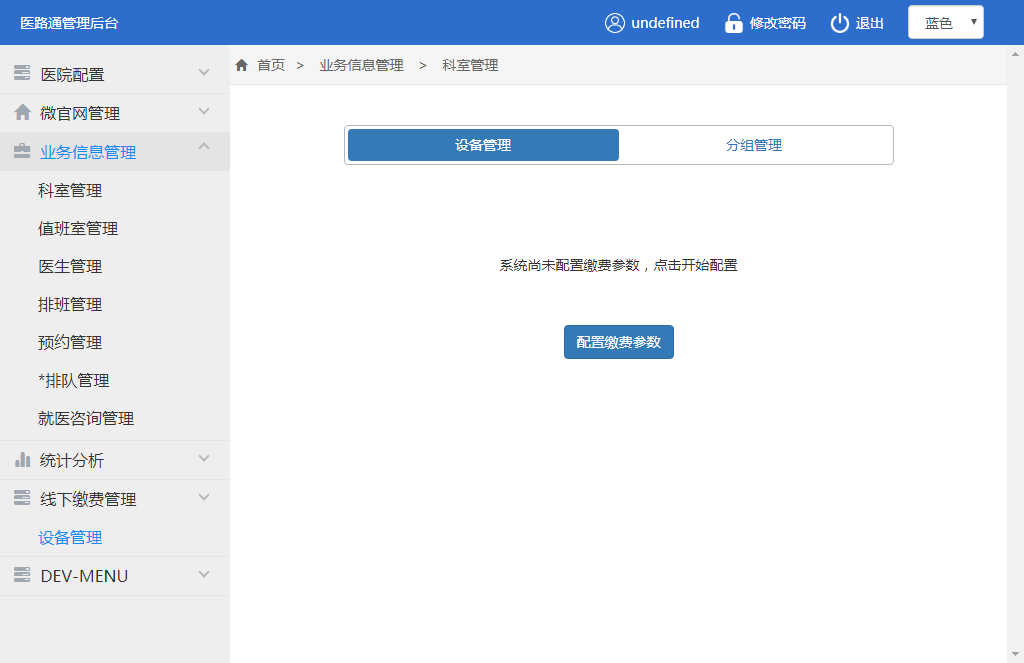 医路通管理后台
undefined
修改密码
退出
蓝色
医院配置
微官网管理
业务信息管理
科室管理
值班室管理
医生管理
排班管理
预约管理
*排队管理
就医咨询管理
统计分析
线下缴费管理
设备管理
DEV-MENU
首页 > 业务信息管理 > 科室管理
设备管理
分组管理
系统尚未配置缴费参数，点击开始配置
配置缴费参数